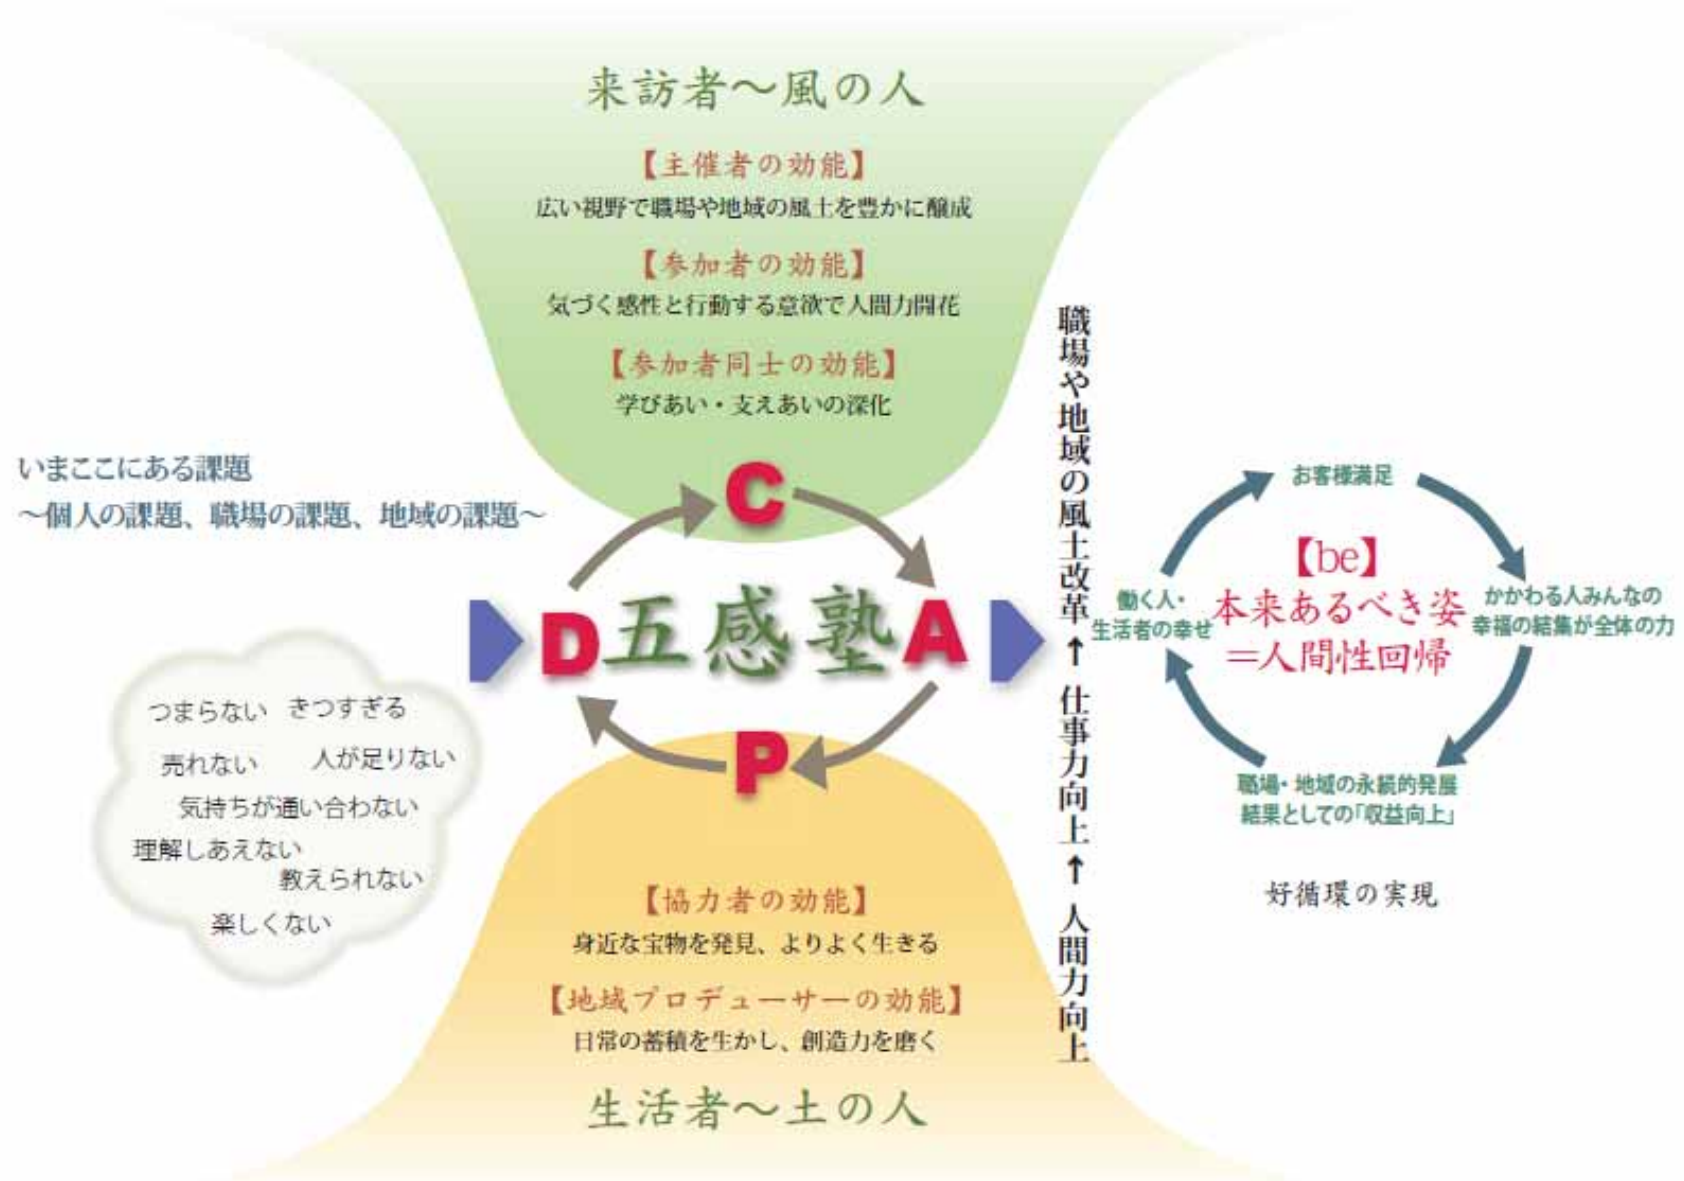 来訪者〜風の人
【主催者の効能】
広い視野で職場や地域の風土を豊かに醸成
【参加者の効能】
気づく感性と行動する意欲で人間力開花
【参加者同士の効能】
学びあい・支えあいの深化
いまここにある課題
〜個人の課題、職場の課題、地域の課題〜
C
D
五感塾
A
P
つまらない
きつすぎる
売れない
人が足りない
気持ちが通い合わない
理解しあえない
教えられない
楽しくない
【協力者の効能】
身近な宝物を発見、よりよく生きる
【地域プロデューサーの効能】
日常の蓄積を生かし、創造力を磨く
生活者〜土の人
職場や地域の風土改革↑仕事力向上↑人間力向上
お客様満足
かかわる人みんなの
幸福の結集が全体の力
職場・地域の永続的発展
結果としての「収益向上」
働く人・
生活者の幸せ
【be】
本来あるべき姿
＝人間性回帰
好循環の実現